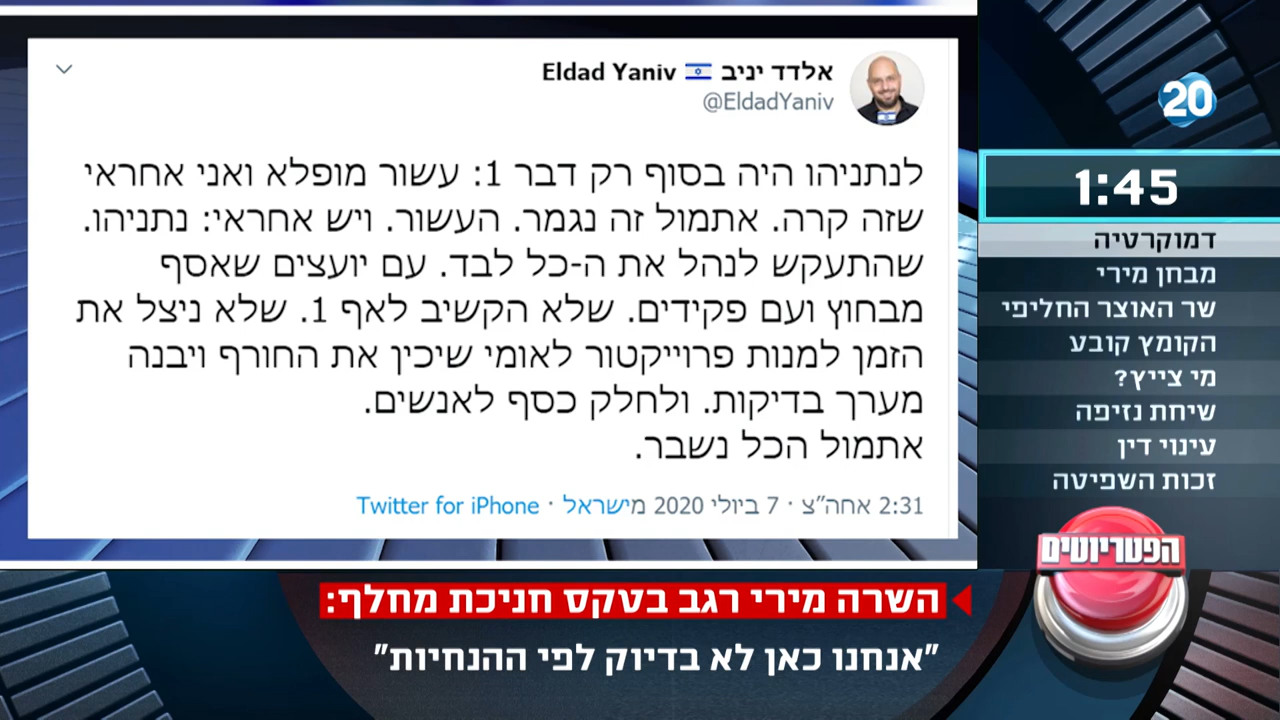 אלדד יניב Eldad Yaniv
@EldadYaniv
לנתניהו היה בסוף רק דבר 1: עשור מופלא ואני אחראי
שזה קרה. אתמול זה נגמר. העשור. ויש אחראי: נתניהו.
שהתעקש לנהל את ה-כל לבד. עם יועצים שאסף
מבחוץ ועם פקידים. שלא הקשיב לאף 1. שלא ניצל את
הזמן למנות פרוייקטור לאומי שיכין את החורף ויבנה
מערך בדיקות. ולחלק כסף לאנשים.
אתמול הכל נשבר.
2:31 אחה"צ · 7 ביולי 2020 מישראל · Twitter for iPhone
20
1:45
דמוקרטיה
מבחן מירי
שר האוצר החליפי
הקומץ קובע
מי צייץ?
שיחת נזיפה
עינוי דין
זכות השפיטה
הפטריוטים
השרה מירי רגב בטקס חניכת מחלף:
"אנחנו כאן לא בדיוק לפי ההנחיות"